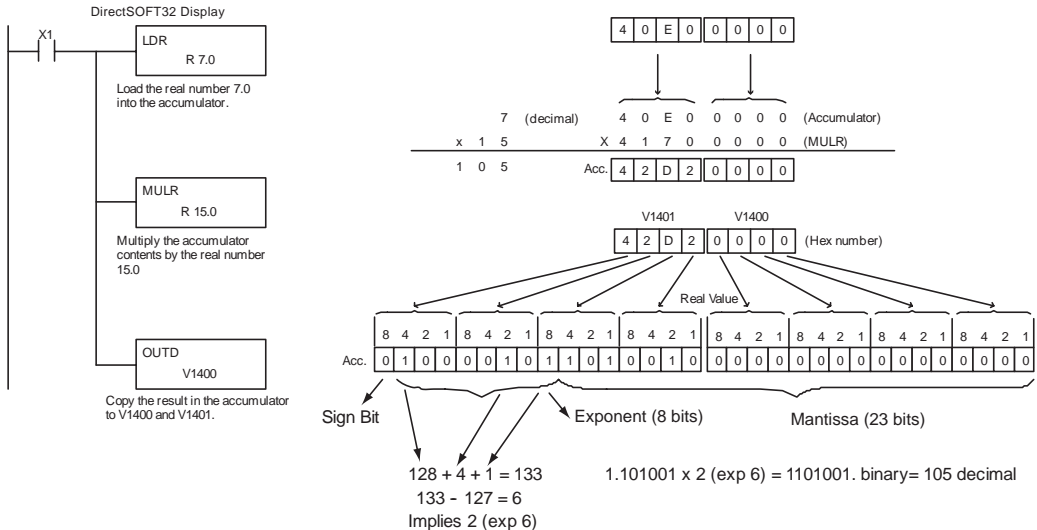 DirectSOFT32 Display
X1
LDR
R 7.0
Load the real number 7.0
into the accumulator.
MULR
R 15.0
Multiply the accumulator
contents by the real number
15.0
OUTD
V1400
Copy the result in the accumulator
to V1400 and V1401.
4 0 E 0 0 0 0 0
7 (decimal) 4 0 E 0 0 0 0 0 (Accumulator)
x 1 5 X 4 1 7 0 0 0 0 0 (MULR)
1 0 5 Acc. 4 2 D 2 0 0 0 0
V1401 V1400
4 2 D 2 0 0 0 0 (Hex number)
Real Value
8 4 2 1 8 4 2 1 8 4 2 1 8 4 2 1 8 4 2 1 8 4 2 1 8 4 2 1 8 4 2 1
Acc. 0 1 0 0 0 0 1 0 1 1 0 1 0 0 1 0 0 0 0 0 0 0 0 0 0 0 0 0 0 0 0 0
Sign Bit Exponent (8 bits) Mantissa (23 bits)
128 + 4 + 1 = 133 1.101001 x 2 (exp 6) = 1101001. binary= 105 decimal
133 - 127 = 6
Implies 2 (exp 6)